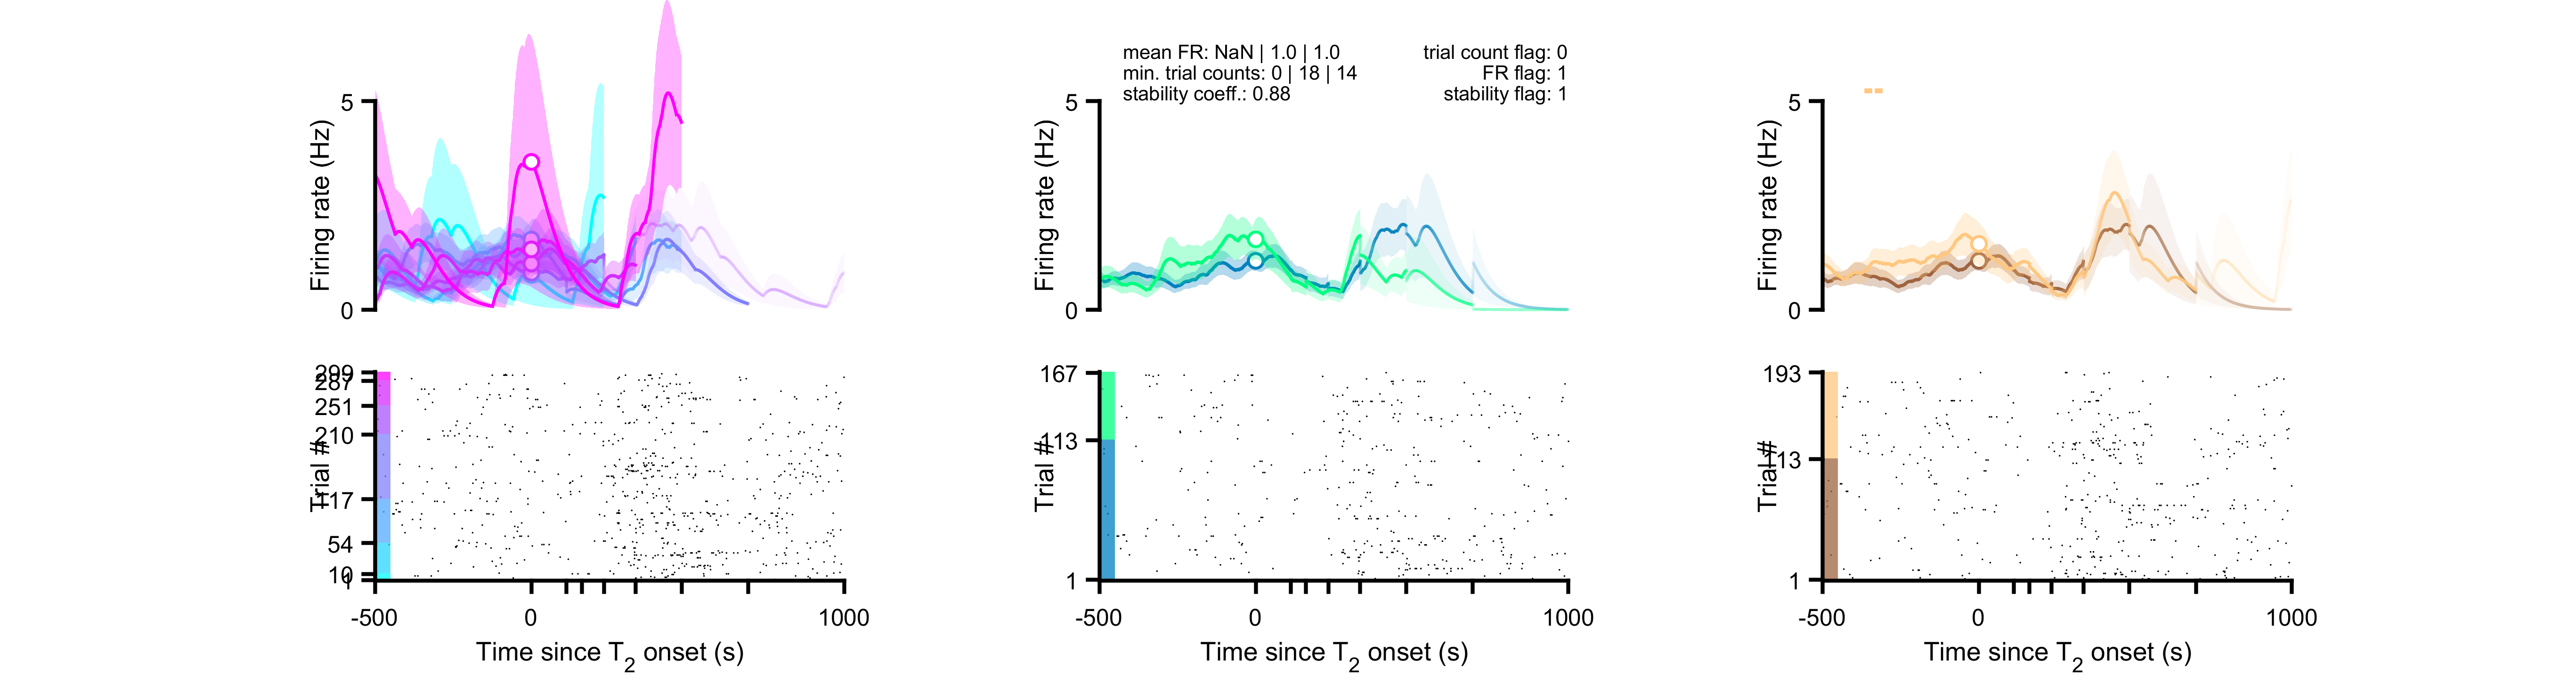 mean FR: NaN | 1.0 | 1.0
min. trial counts: 0 | 18 | 14
stability coeff.: 0.88
trial count flag: 0
FR flag: 1
stability flag: 1
5
0
Firing rate (Hz)
5
0
Firing rate (Hz)
5
0
Firing rate (Hz)
299
287
251
210
117
54
10
1
Trial #
-500
0
1000
Time since T2 onset (s)
167
113
1
Trial #
-500
0
1000
Time since T2 onset (s)
193
113
1
Trial #
-500
0
1000
Time since T2 onset (s)